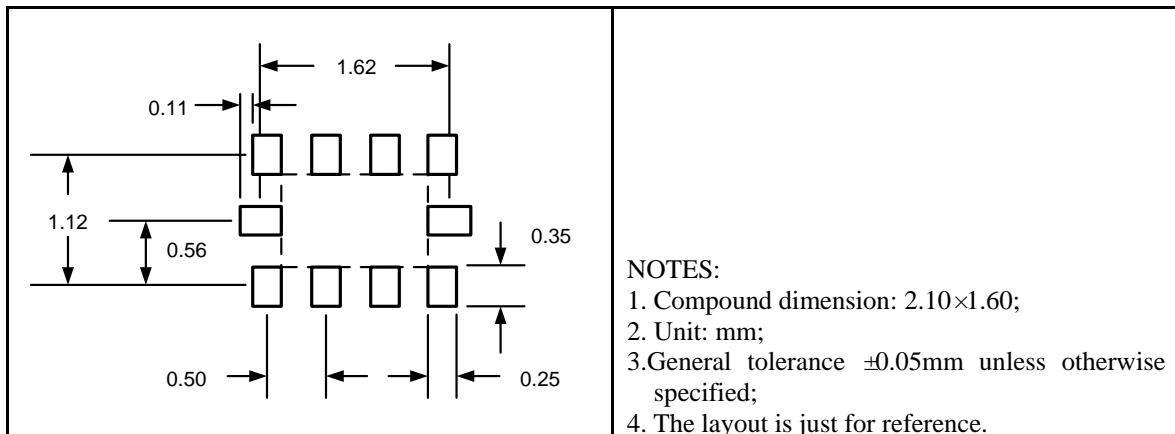 1.62
0.11
1.12
0.56
0.35
0.50
0.25
NOTES:
1. Compound dimension: 2.10×1.60;
2. Unit: mm;
3.General tolerance ±0.05mm unless otherwise
specified;
4. The layout is just for reference.